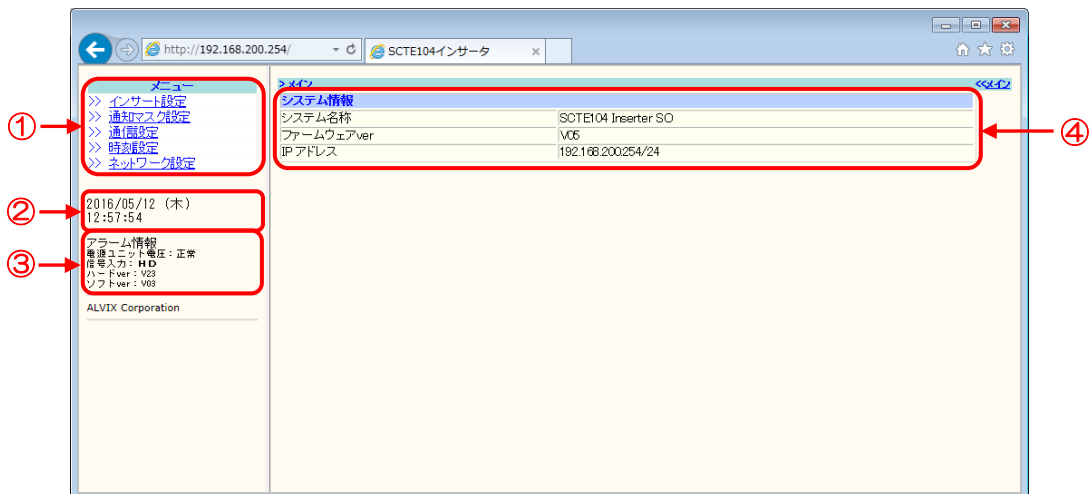 http://192.168.200.254/
SCTE104インサータ
メニュー
>> インサート設定
>> 通知マスク設定
>> 通信設定
>> 時刻設定
>> ネットワーク設定
①
2016/05/12 (木)
12:57:54
②
アラーム情報
電源ユニット電圧：正常
信号入力：HD
ハードver：V23
ソフトver：V03
③
ALVIX Corporation
> メイン
<<メイン
システム情報
システム名称 SCTE104 Inserter SO
ファームウェアver V05
IP アドレス 192.168.200.254/24
④